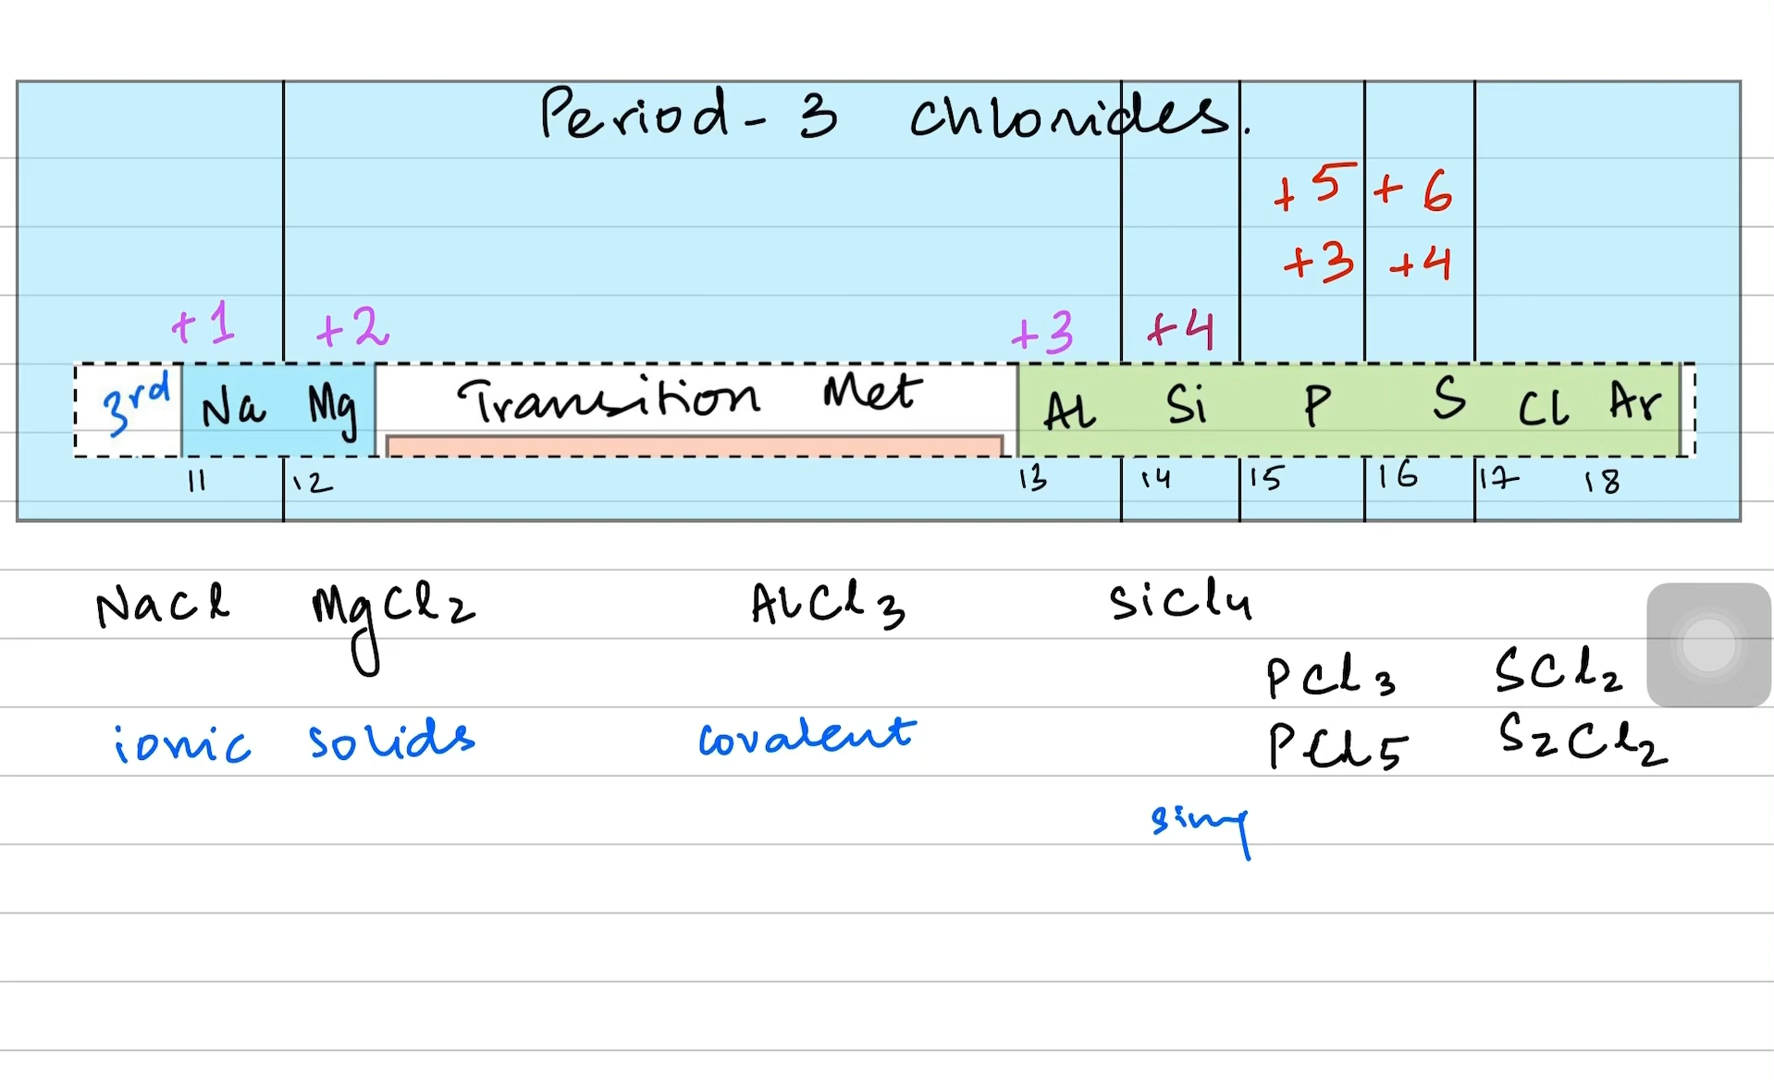 Period - 3 chlorides.
+5 +6
+3 +4
+1 +2 +3 +4
3rd Na Mg Transition Met Al Si P S Cl Ar
11 12 13 14 15 16 17 18
NaCl MgCl2 AlCl3 SiCl4
PCl3 SCl2
ionic solids covalent PCl5 S2Cl2